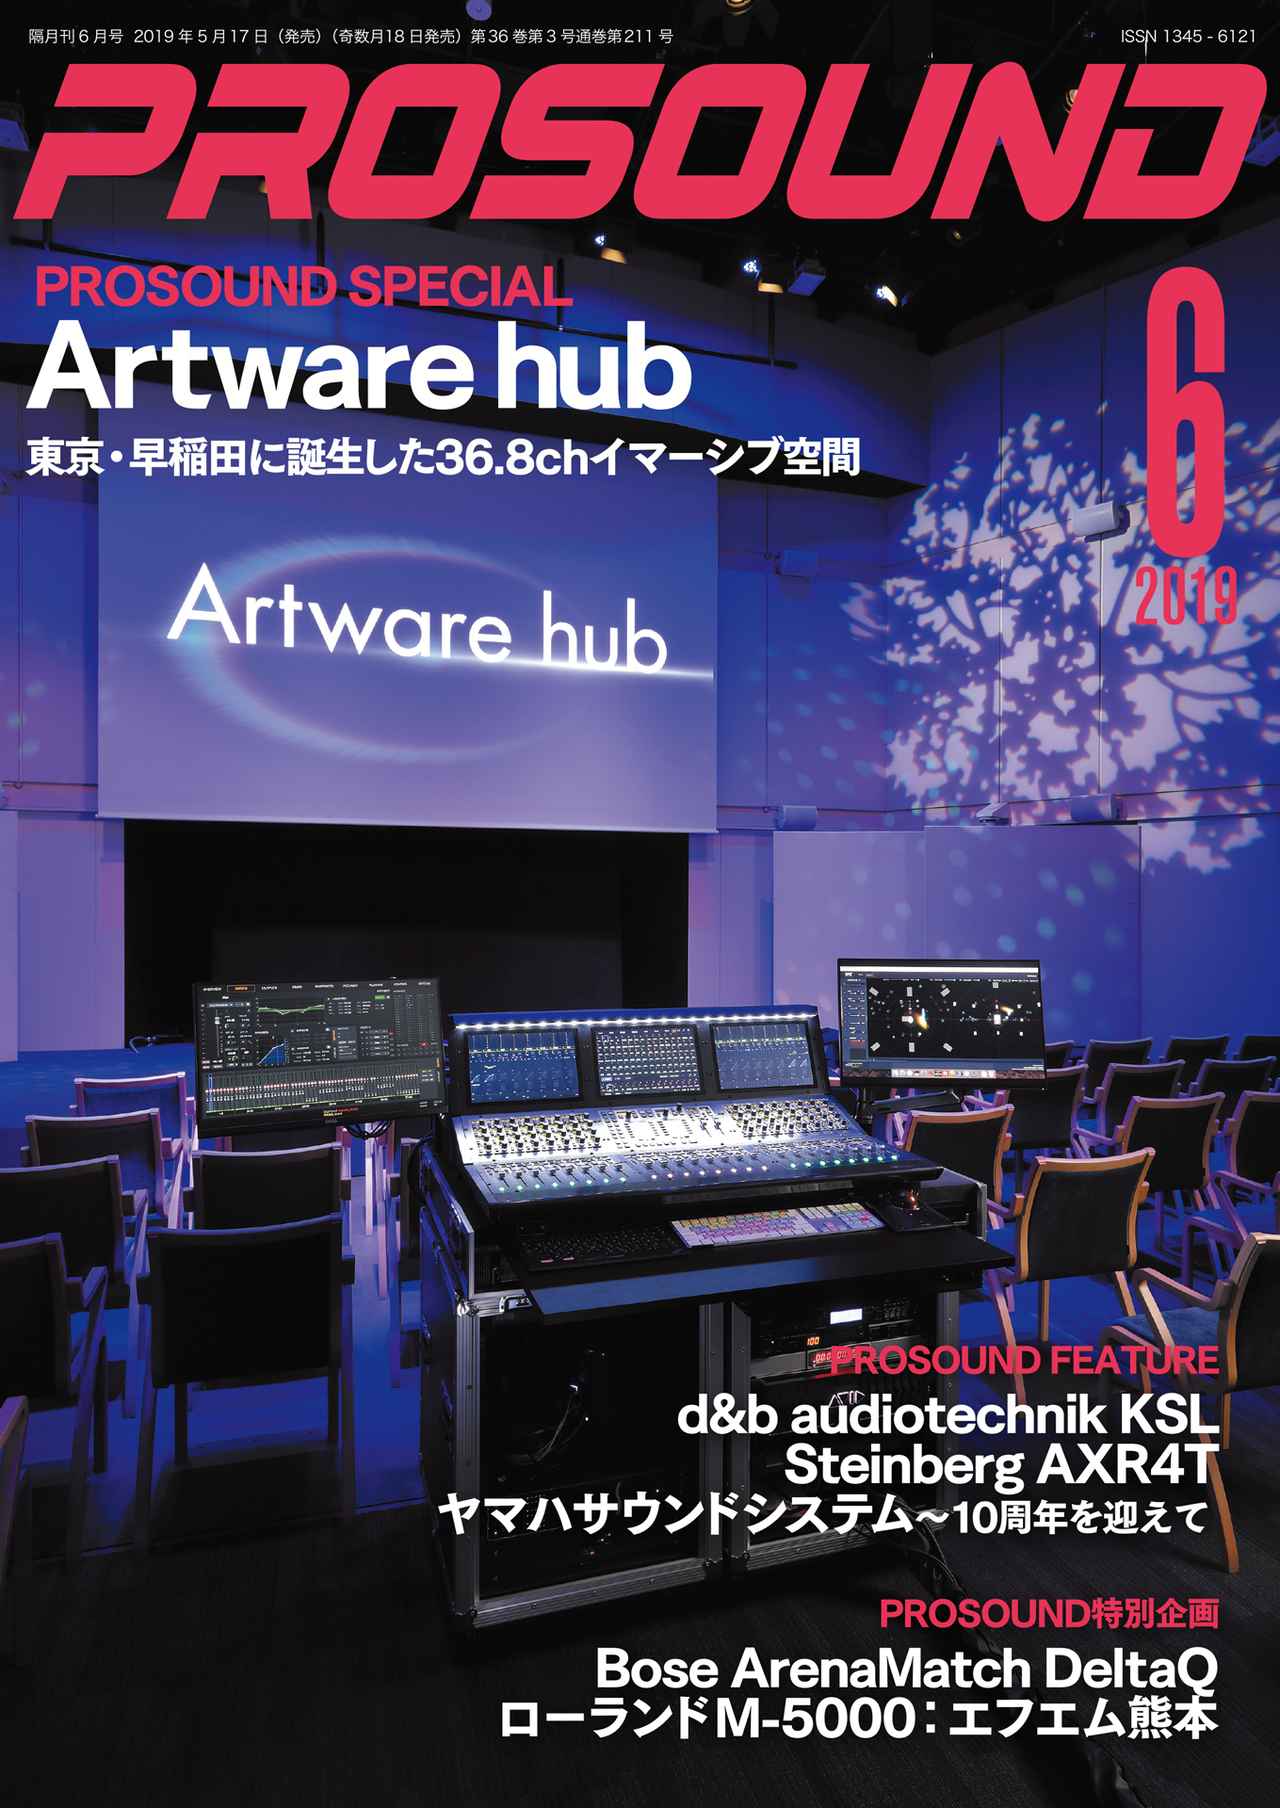 隔月刊6月号 2019年5月17日（発売）（奇数月18日発売）第36巻第3号通巻第211号
ISSN 1345 - 6121
PROSOUND
PROSOUND SPECIAL
Artware hub
東京・早稲田に誕生した36.8chイマーシブ空間
6
2019
Artware hub
PROSOUND FEATURE
d&b audiotechnik KSL
Steinberg AXR4T
ヤマハサウンドシステム〜10周年を迎えて
PROSOUND特別企画
Bose ArenaMatch DeltaQ
ローランドM-5000：エフエム熊本